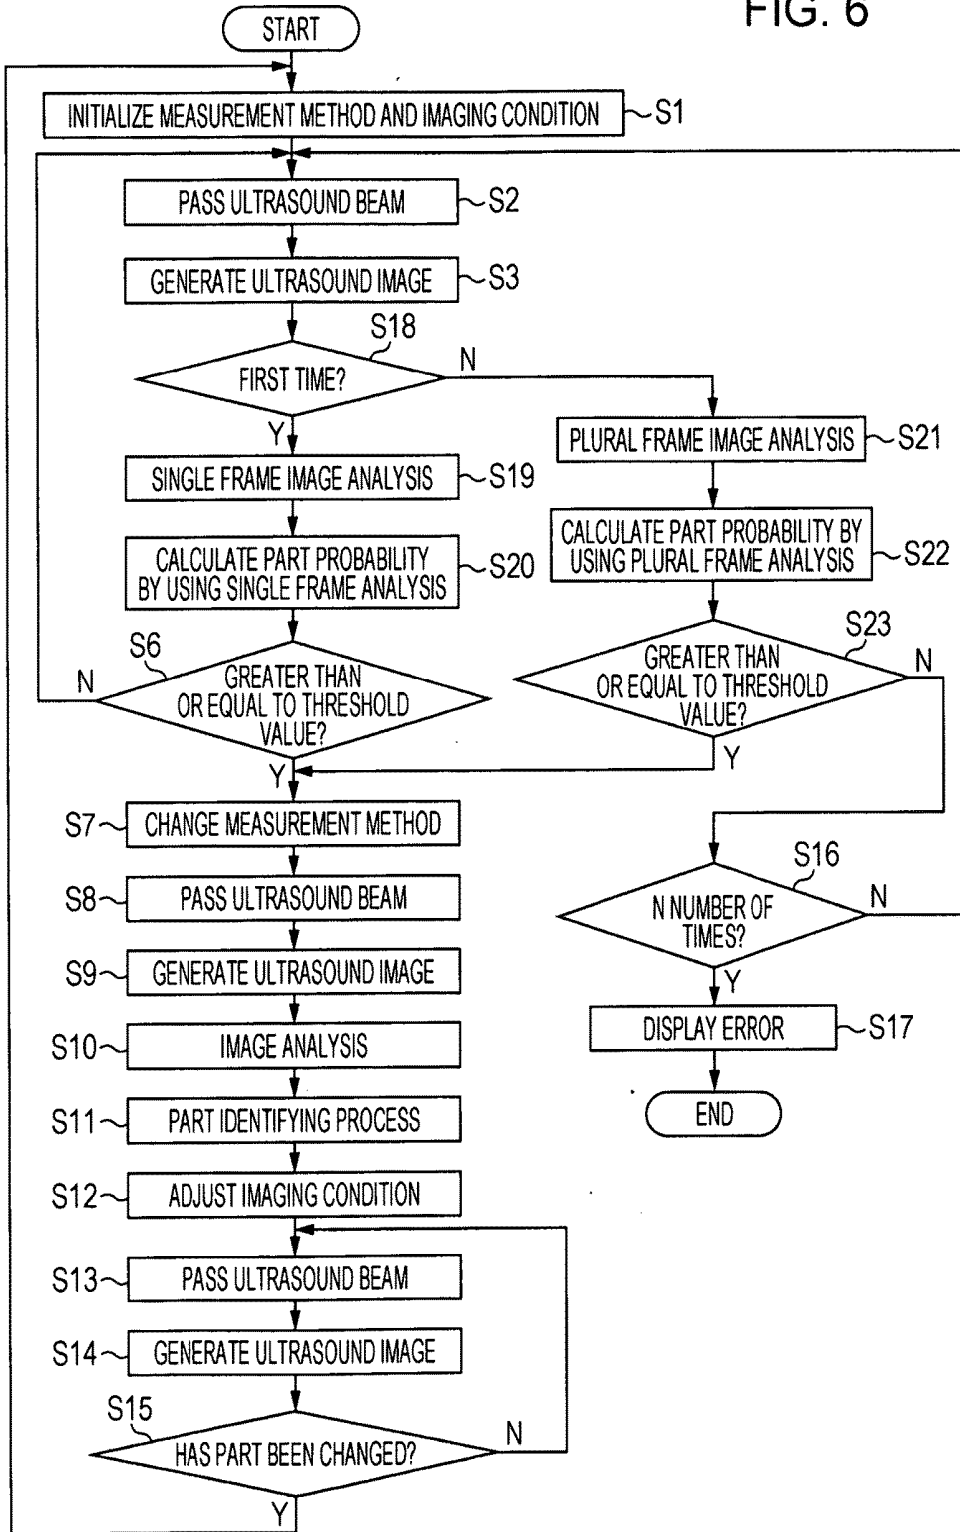 FIG. 6
START
INITIALIZE MEASUREMENT METHOD AND IMAGING CONDITION
S1
PASS ULTRASOUND BEAM
S2
GENERATE ULTRASOUND IMAGE
S3
S18
FIRST TIME?
N
Y
SINGLE FRAME IMAGE ANALYSIS
S19
PLURAL FRAME IMAGE ANALYSIS
S21
CALCULATE PART PROBABILITY
BY USING SINGLE FRAME ANALYSIS
S20
CALCULATE PART PROBABILITY BY
USING PLURAL FRAME ANALYSIS
S22
S6
GREATER THAN
OR EQUAL TO THRESHOLD
VALUE?
N
Y
S23
GREATER THAN
OR EQUAL TO THRESHOLD
VALUE?
N
Y
S7
CHANGE MEASUREMENT METHOD
S8
PASS ULTRASOUND BEAM
S9
GENERATE ULTRASOUND IMAGE
S10
IMAGE ANALYSIS
S11
PART IDENTIFYING PROCESS
S12
ADJUST IMAGING CONDITION
S13
PASS ULTRASOUND BEAM
S14
GENERATE ULTRASOUND IMAGE
S15
HAS PART BEEN CHANGED?
N
Y
S16
N NUMBER OF
TIMES?
N
Y
DISPLAY ERROR
S17
END